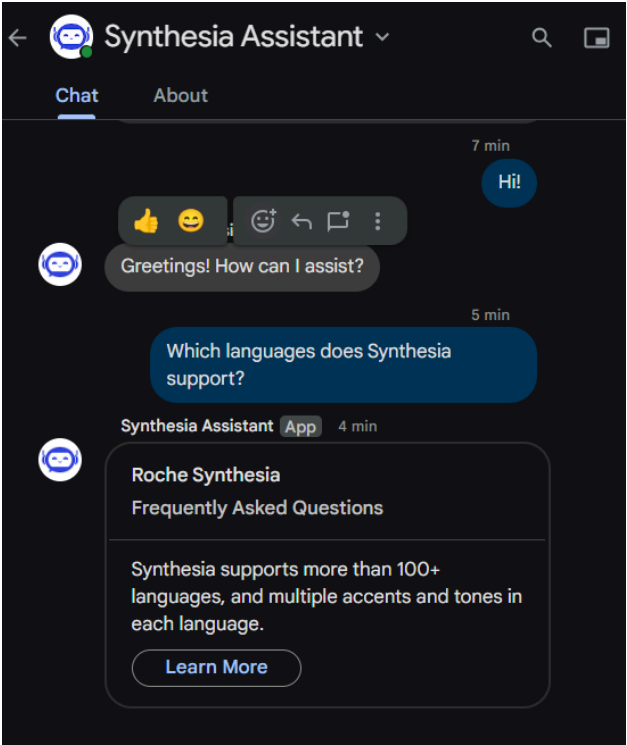 Synthesia Assistant
Chat About
7 min
Hi!
Greetings! How can I assist?
5 min
Which languages does Synthesia
support?
Synthesia Assistant App 4 min
Roche Synthesia
Frequently Asked Questions
Synthesia supports more than 100+
languages, and multiple accents and tones in
each language.
Learn More